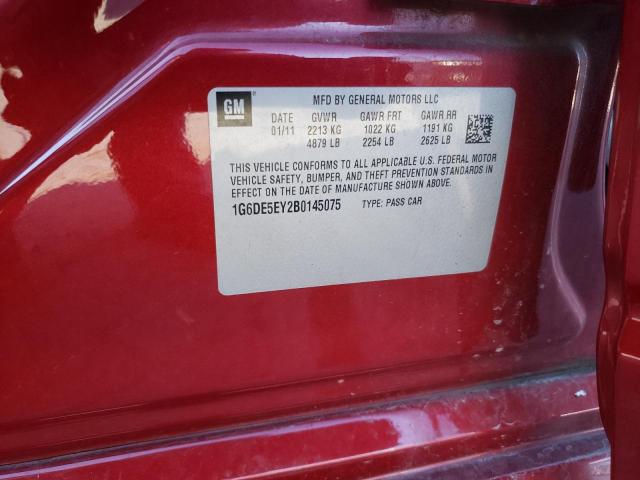 GM
MFD BY GENERAL MOTORS LLC
DATE GVWR GAWR FRT GAWR RR
01/11 2213 KG 1022 KG 1191 KG
4879 LB 2254 LB 2625 LB
THIS VEHICLE CONFORMS TO ALL APPLICABLE U.S. FEDERAL MOTOR
VEHICLE SAFETY, BUMPER, AND THEFT PREVENTION STANDARDS IN
EFFECT ON THE DATE OF MANUFACTURE SHOWN ABOVE.
1G6DE5EY2B0145075 TYPE: PASS CAR